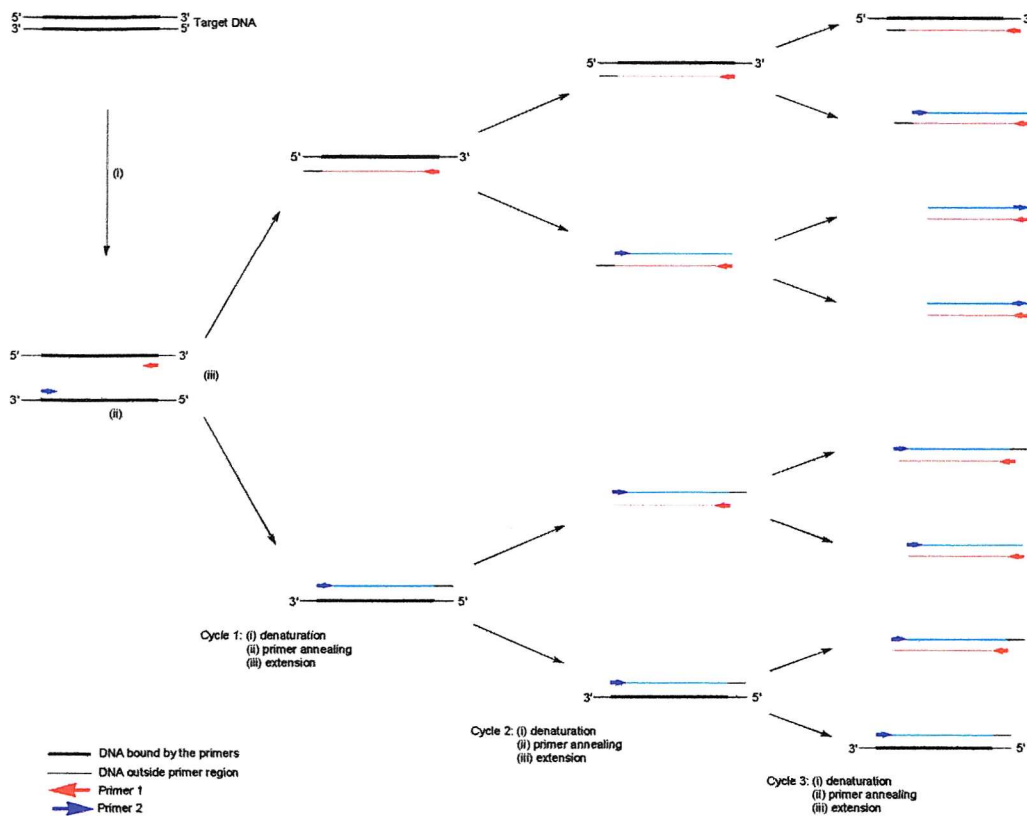 5' 3'
3' 5' Target DNA
(i)
5' 3'
(iii)
3' 5'
(ii)
5' 3'
3' 5'
Cycle 1: (i) denaturation
(ii) primer annealing
(iii) extension
5' 3'
3' 5'
Cycle 2: (i) denaturation
(ii) primer annealing
(iii) extension
5' 3'
3' 5'
Cycle 3: (i) denaturation
(ii) primer annealing
(iii) extension
DNA bound by the primers
DNA outside primer region
Primer 1
Primer 2